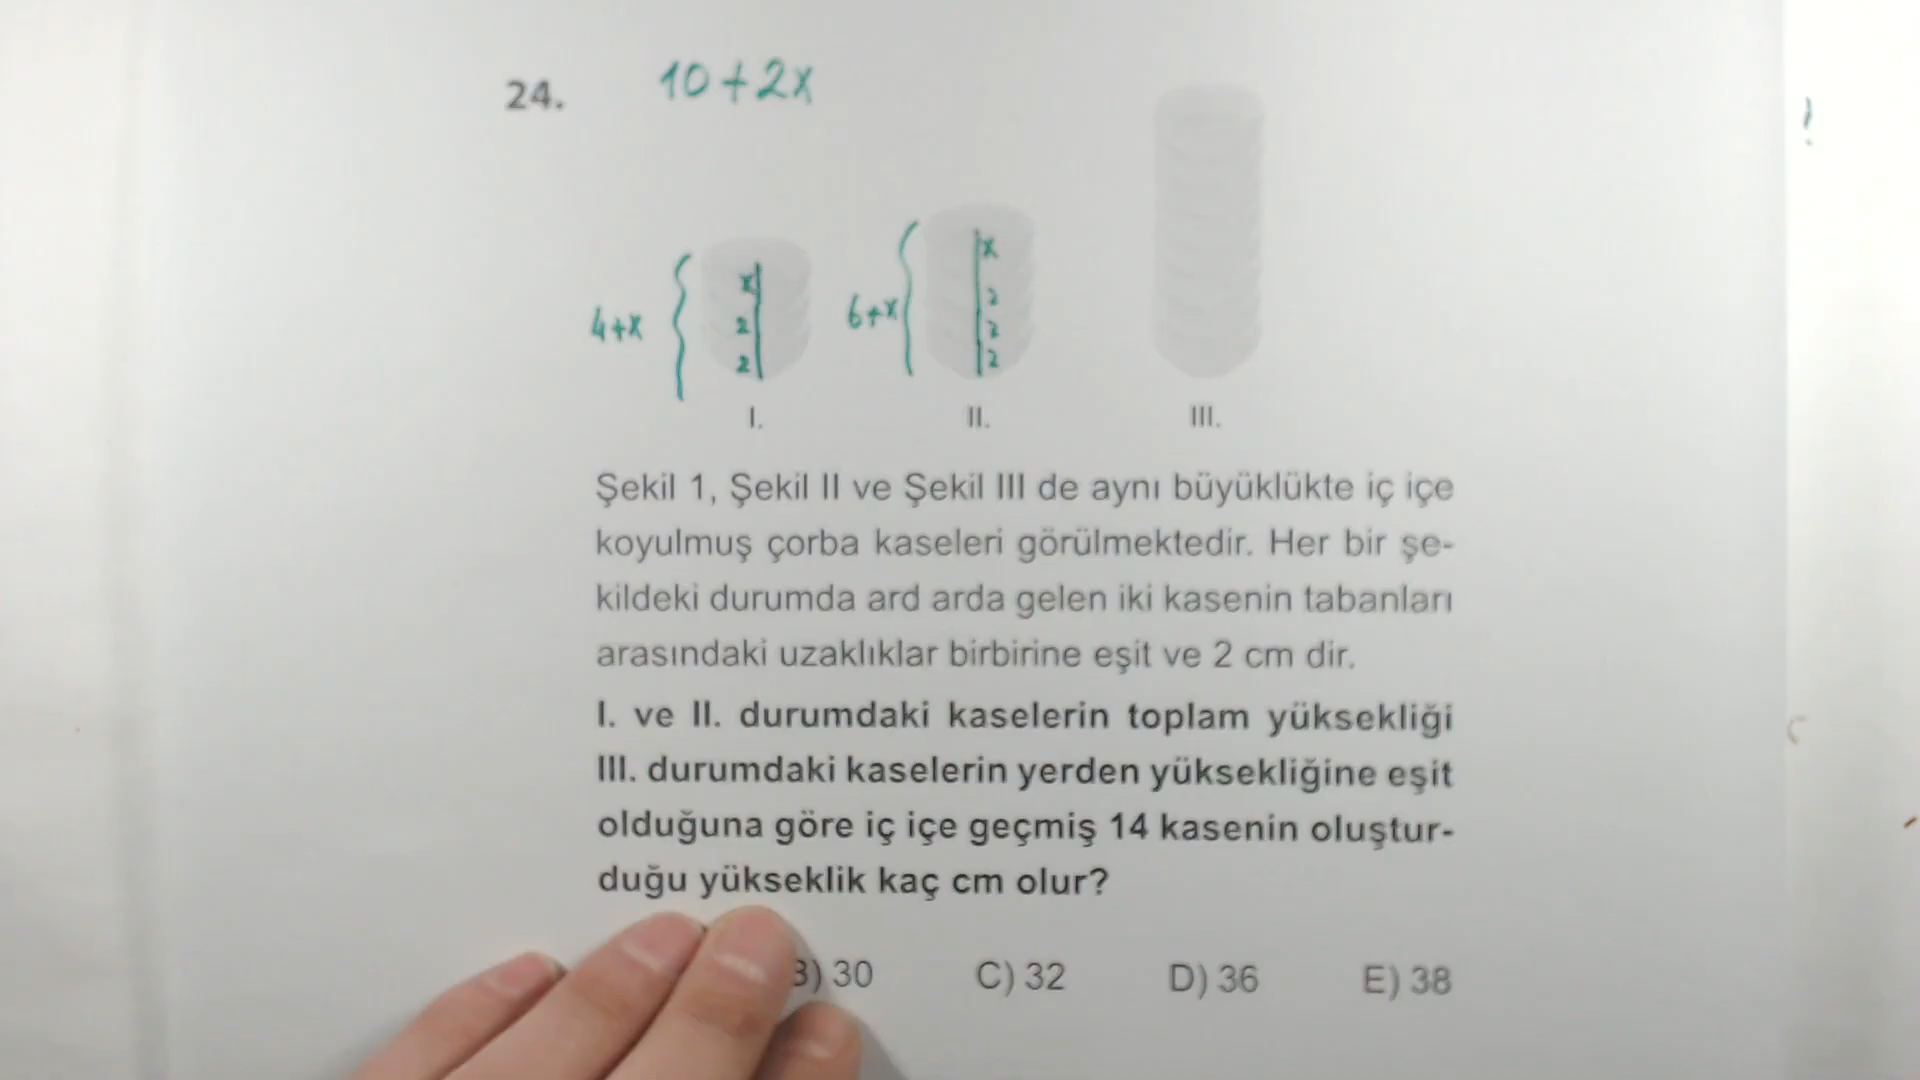 24.
10+2x
4+x
x
2
2
6+x
x
2
2
2
I.
II.
III.
Şekil 1, Şekil II ve Şekil III de aynı büyüklükte iç içe
koyulmuş çorba kaseleri görülmektedir. Her bir şe-
kildeki durumda ard arda gelen iki kasenin tabanları
arasındaki uzaklıklar birbirine eşit ve 2 cm dir.
I. ve II. durumdaki kaselerin toplam yüksekliği
III. durumdaki kaselerin yerden yüksekliğine eşit
olduğuna göre iç içe geçmiş 14 kasenin oluştur-
duğu yükseklik kaç cm olur?
B) 30 C) 32 D) 36 E) 38